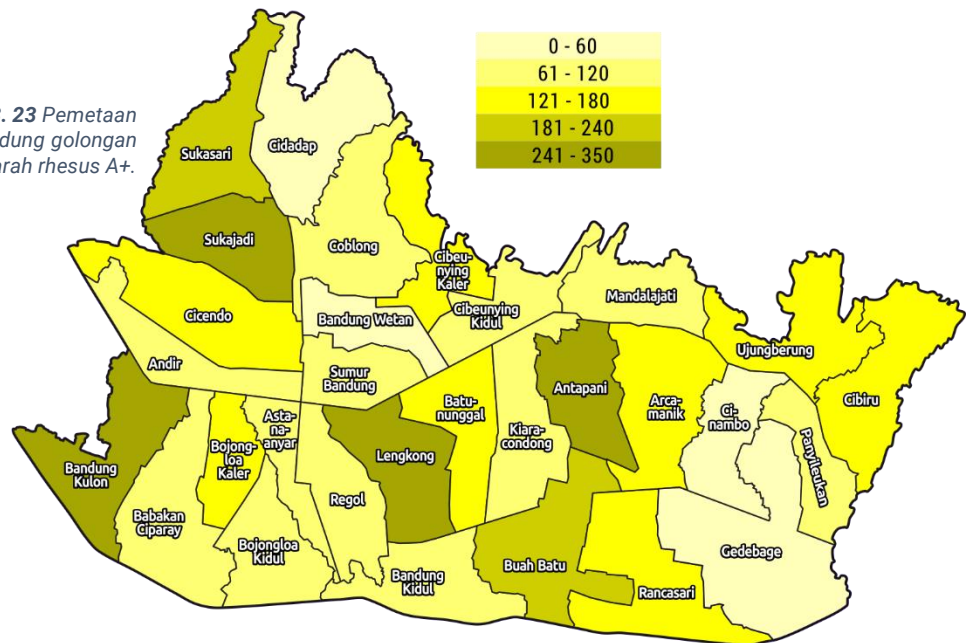 . 23 Pemetaan
dung golongan
arah rhesus A+.
0 - 60
61 - 120
121 - 180
181 - 240
241 - 350
Sukasari
Cidadap
Sukajadi
Coblong
Cibeu-
nying
Kaler
Cicendo
Bandung Wetan
Cibeunying
Kidul
Mandalajati
Ujungberung
Andir
Sumur
Bandung
Batu-
nunggal
Antapani
Arca-
manik
Ci-
nambo
Cibiru
Bandung
Kulon
Bojong-
loa
Kaler
Asta-
na-
anyar
Lengkong
Kiara-
condong
Panyileukan
Babakan
Ciparay
Regol
Bojongloa
Kidul
Bandung
Kidul
Buah Batu
Rancasari
Gedebage